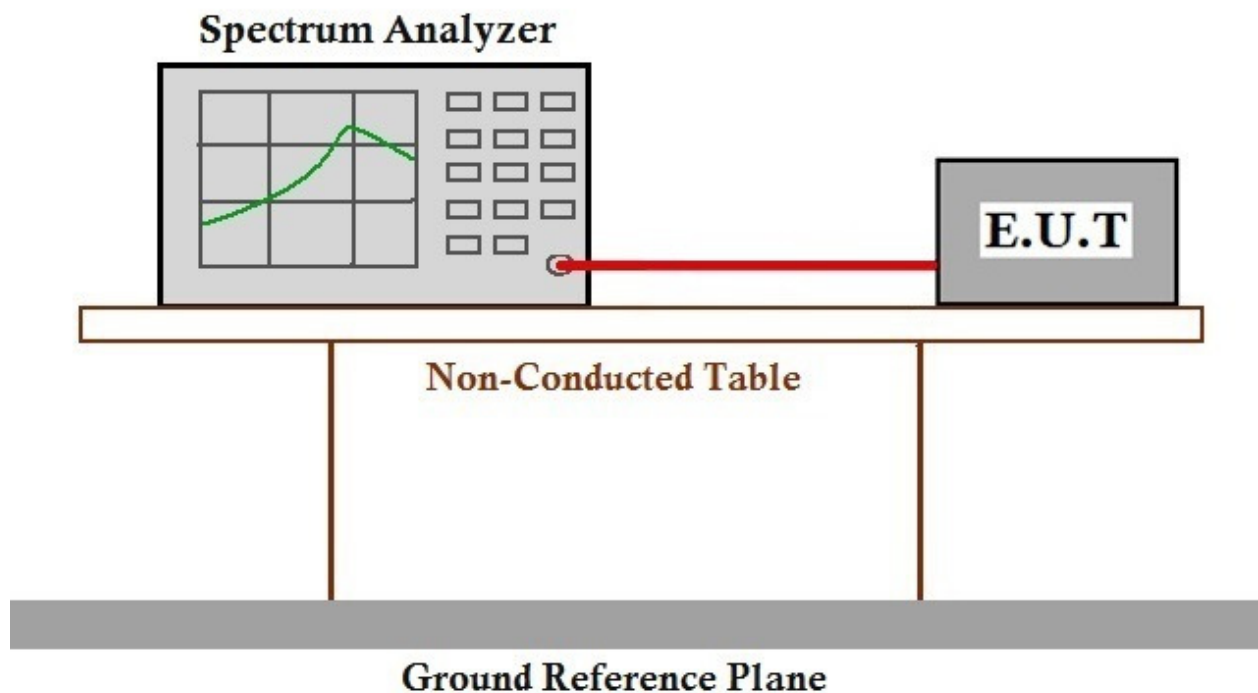 Spectrum Analyzer
E.U.T
Non-Conducted Table
Ground Reference Plane